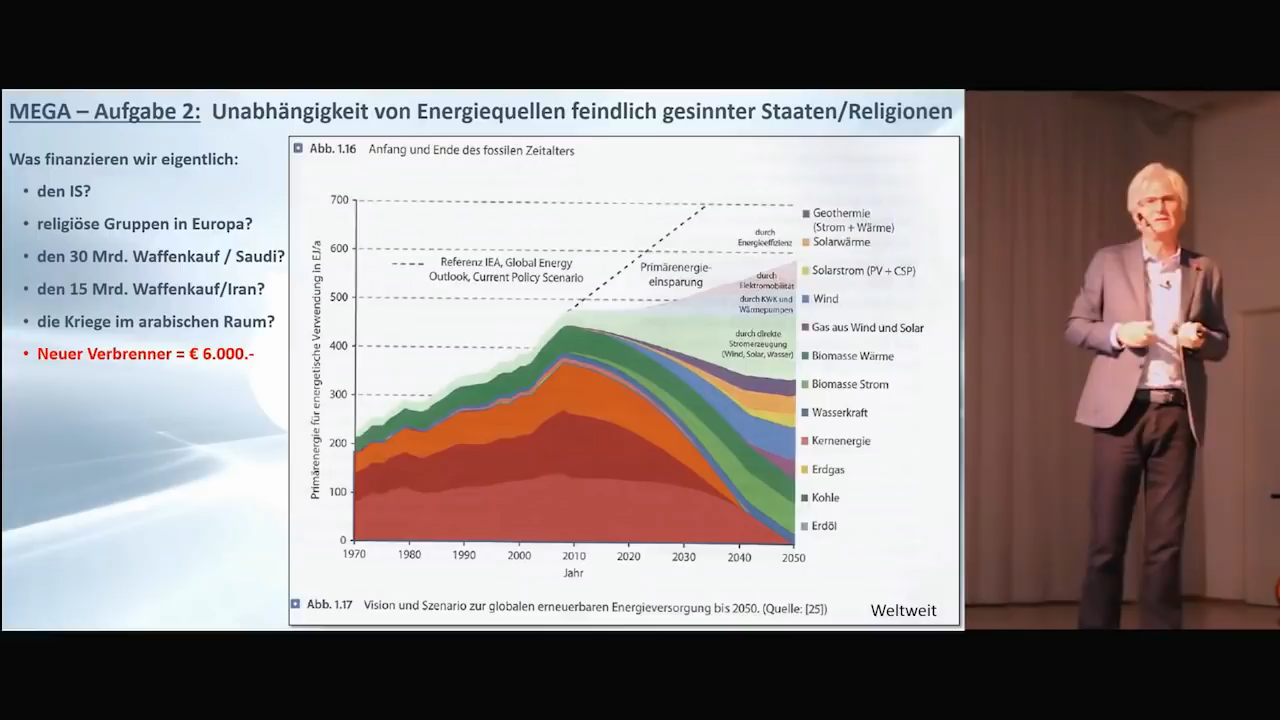 MEGA – Aufgabe 2: Unabhängigkeit von Energiequellen feindlich gesinnter Staaten/Religionen
Was finanzieren wir eigentlich:
• den IS?
• religiöse Gruppen in Europa?
• den 30 Mrd. Waffenkauf / Saudi?
• den 15 Mrd. Waffenkauf/Iran?
• die Kriege im arabischen Raum?
• Neuer Verbrenner = € 6.000.-
Abb. 1.16 Anfang und Ende des fossilen Zeitalters
Primärenergie für energetische Verwendung in EJ/a
700
600
500
400
300
200
100
0
Referenz IEA, Global Energy
Outlook, Current Policy Scenario
Primärenergie-
einsparung
durch
Energieeffizienz
durch
Elektromobilität
durch KWK und
Wärmepumpen
durch direkte
Stromerzeugung
(Wind, Solar, Wasser)
Geothermie
(Strom + Wärme)
Solarwärme
Solarstrom (PV + CSP)
Wind
Gas aus Wind und Solar
Biomasse Wärme
Biomasse Strom
Wasserkraft
Kernenergie
Erdgas
Kohle
Erdöl
1970 1980 1990 2000 2010 2020 2030 2040 2050
Jahr
Abb. 1.17 Vision und Szenario zur globalen erneuerbaren Energieversorgung bis 2050. (Quelle: [25])
Weltweit